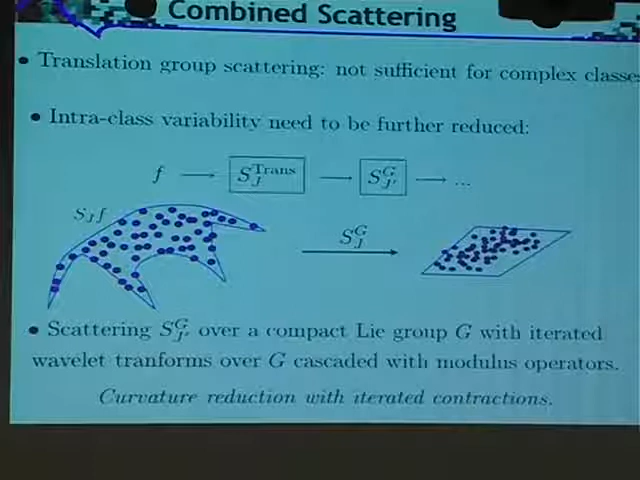 Combined Scattering
• Translation group scattering: not sufficient for complex classes
• Intra-class variability need to be further reduced:
f → S_J^Trans → S_J'^G → ...
S_J f
S_J^G
• Scattering S_J'^G over a compact Lie group G with iterated
wavelet tranforms over G cascaded with modulus operators.
Curvature reduction with iterated contractions.